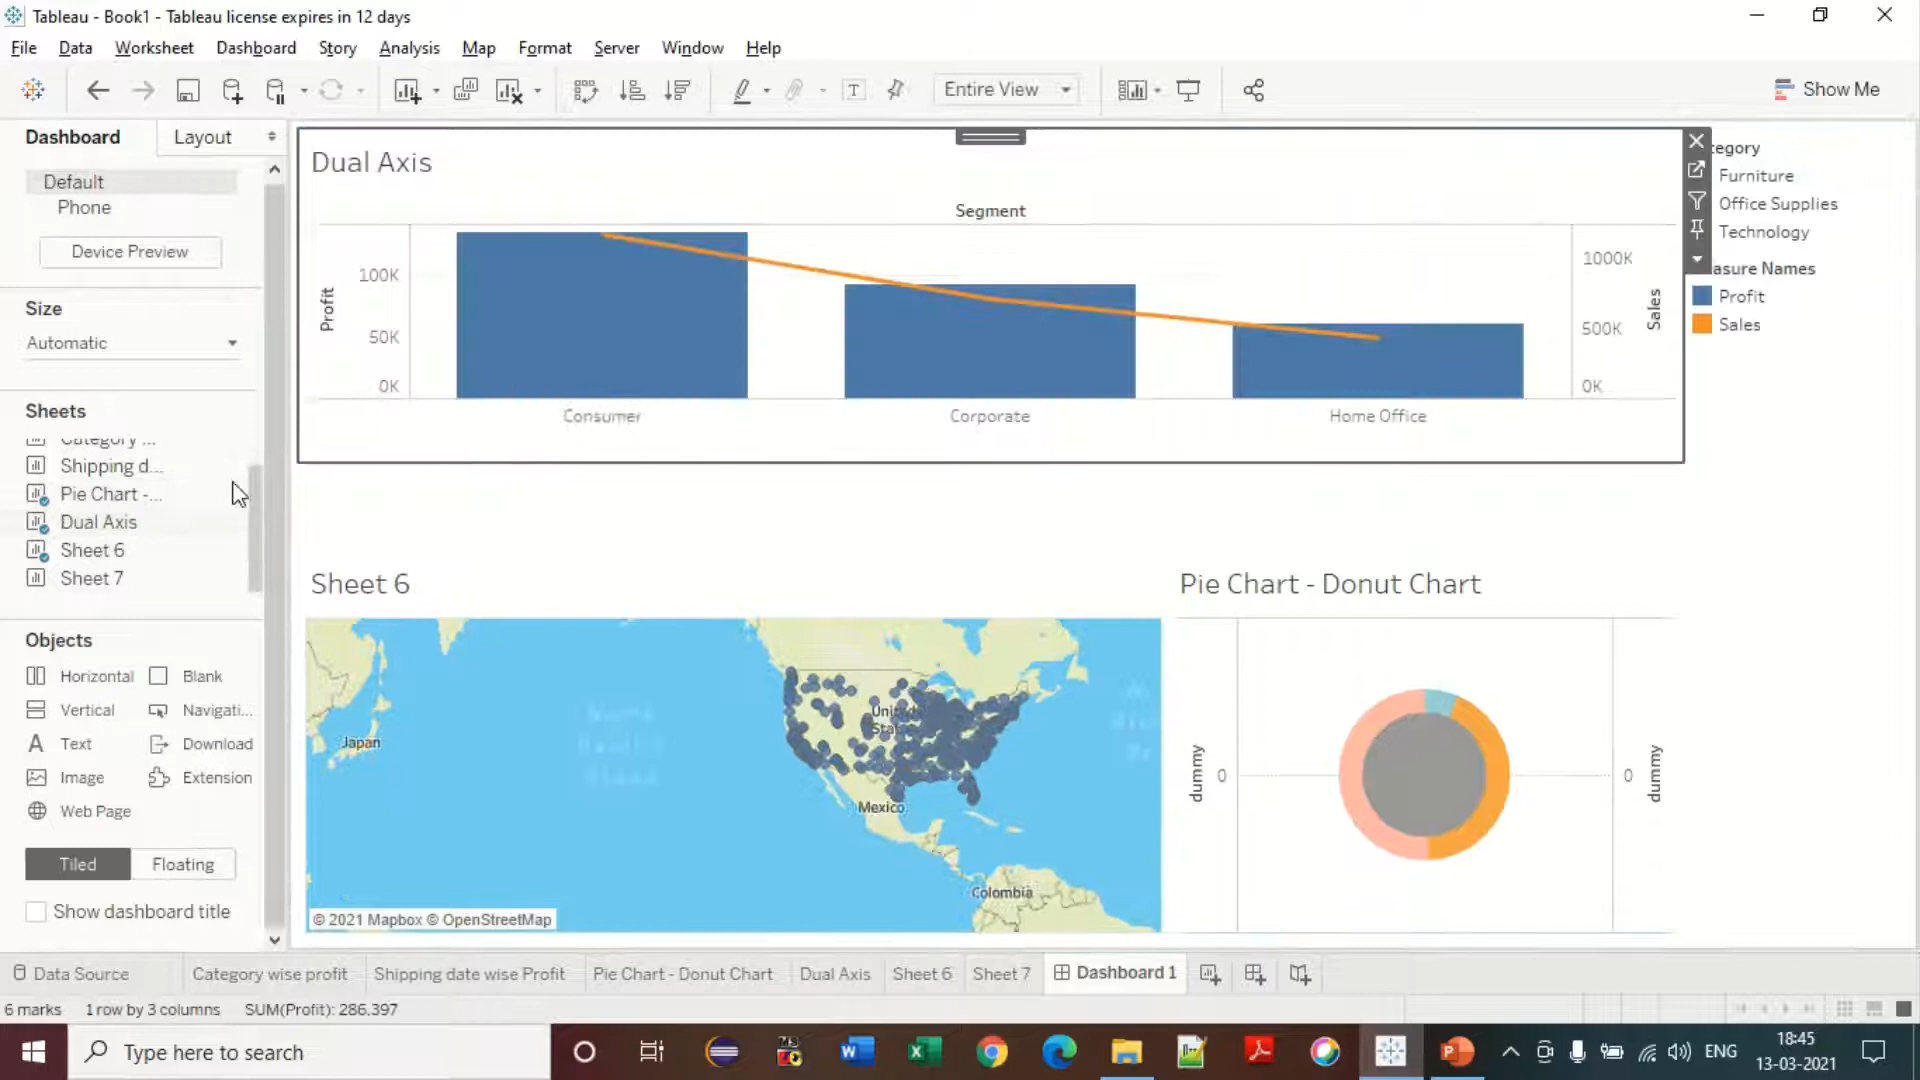 Tableau - Book1 - Tableau license expires in 12 days
File Data Worksheet Dashboard Story Analysis Map Format Server Window Help
Entire View
Show Me
Dashboard
Layout
Default
Phone
Device Preview
Size
Automatic
Sheets
Category ...
Shipping d...
Pie Chart -...
Dual Axis
Sheet 6
Sheet 7
Objects
Horizontal
Blank
Vertical
Navigati...
Text
Download
Image
Extension
Web Page
Tiled
Floating
Show dashboard title
Dual Axis
Segment
Profit
100K
50K
0K
Consumer
Corporate
Home Office
1000K
500K
0K
Sales
tegory
Furniture
Office Supplies
Technology
asure Names
Profit
Sales
Sheet 6
Japan
United
States
Mexico
Colombia
© 2021 Mapbox © OpenStreetMap
Pie Chart - Donut Chart
dummy
0
0
dummy
Data Source
Category wise profit
Shipping date wise Profit
Pie Chart - Donut Chart
Dual Axis
Sheet 6
Sheet 7
Dashboard 1
6 marks
1 row by 3 columns
SUM(Profit): 286.397
Type here to search
ENG
18:45
13-03-2021